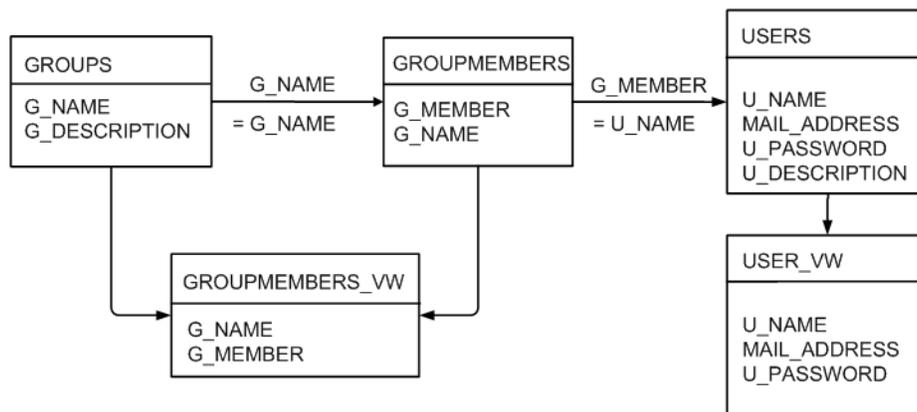 GROUPS
G_NAME
G_DESCRIPTION
G_NAME
= G_NAME
GROUPMEMBERS
G_MEMBER
G_NAME
G_MEMBER
= U_NAME
USERS
U_NAME
MAIL_ADDRESS
U_PASSWORD
U_DESCRIPTION
GROUPMEMBERS_VW
G_NAME
G_MEMBER
USER_VW
U_NAME
MAIL_ADDRESS
U_PASSWORD